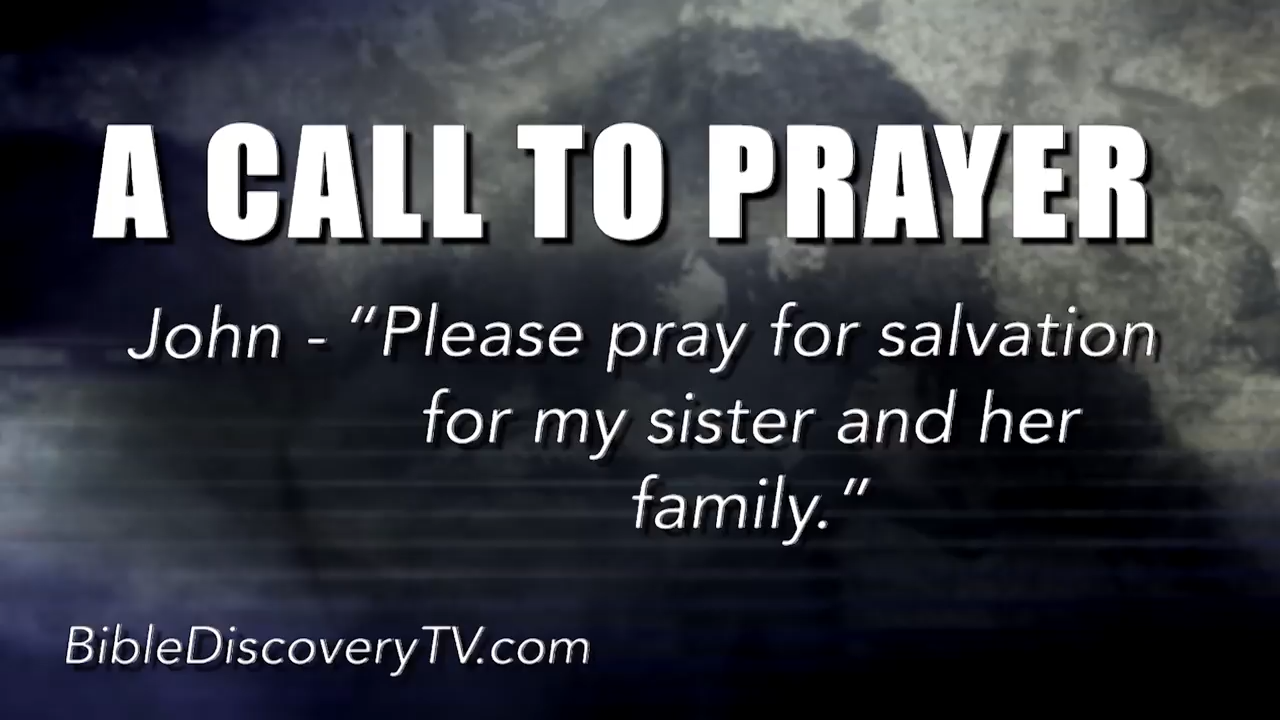 A CALL TO PRAYER
John - “Please pray for salvation
for my sister and her
family.”
BibleDiscoveryTV.com